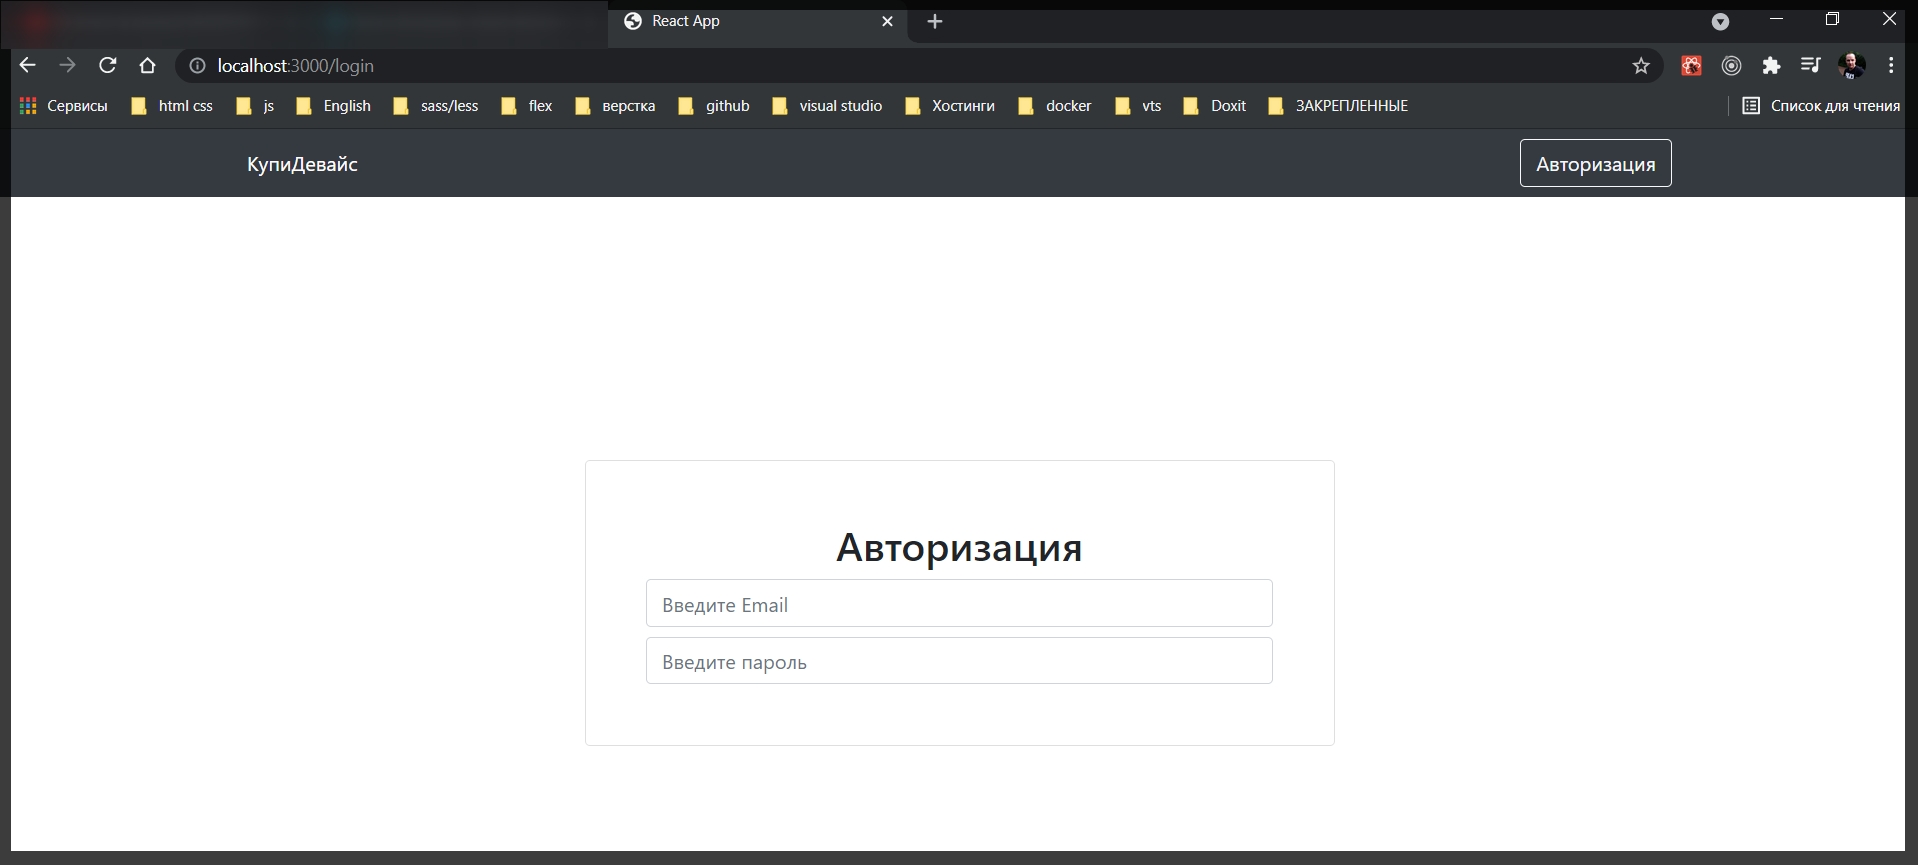 React App
localhost:3000/login
Сервисы html css js English sass/less flex верстка github visual studio Хостинги docker vts Doxit ЗАКРЕПЛЕННЫЕ Список для чтения
КупиДевайс Авторизация
Авторизация
Введите Email
Введите пароль